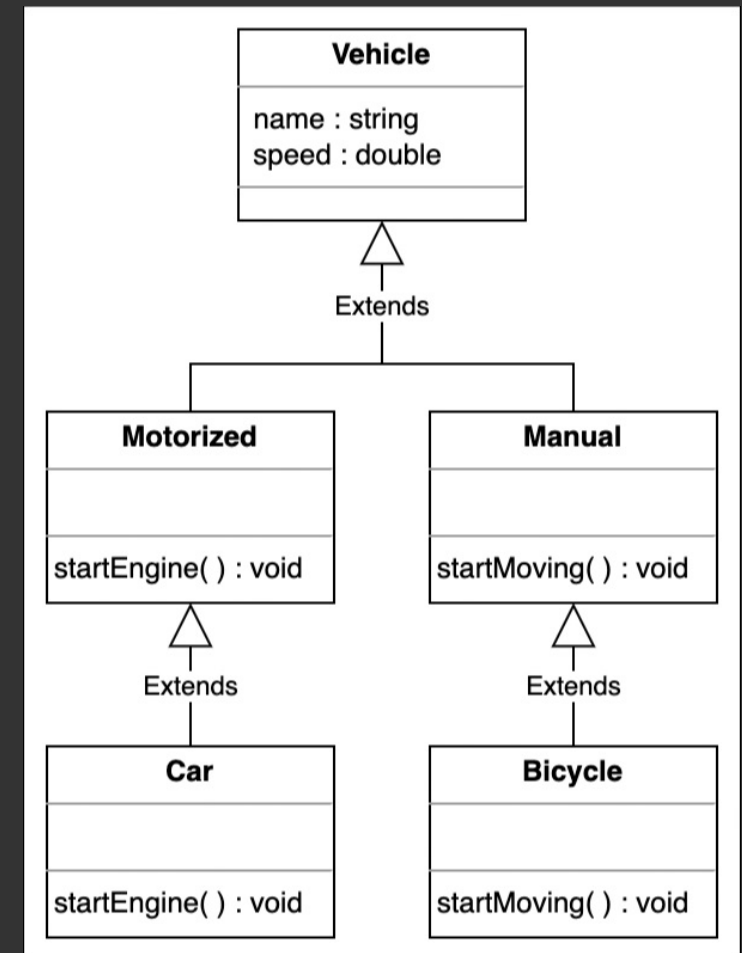 Vehicle
name : string
speed : double
Extends
Motorized
startEngine( ) : void
Manual
startMoving( ) : void
Extends
Extends
Car
startEngine( ) : void
Bicycle
startMoving( ) : void